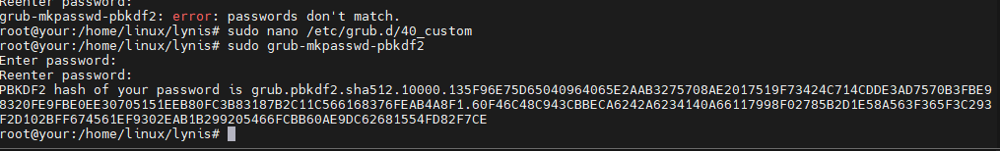 Reenter password:
grub-mkpasswd-pbkdf2: error: passwords don't match.
root@your:/home/linux/lynis# sudo nano /etc/grub.d/40_custom
root@your:/home/linux/lynis# sudo grub-mkpasswd-pbkdf2
Enter password:
Reenter password:
PBKDF2 hash of your password is grub.pbkdf2.sha512.10000.135F96E75D65040964065E2AAB3275708AE2017519F73424C714CDDE3AD7570B3FBE9
8320FE9FBE0EE30705151EEB80FC3B83187B2C11C566168376FEAB4A8F1.60F46C48C943CBBECA6242A6234140A66117998F02785B2D1E58A563F365F3C293
F2D102BFF674561EF9302EAB1B299205466FCBB60AE9DC62681554FD82F7CE
root@your:/home/linux/lynis#